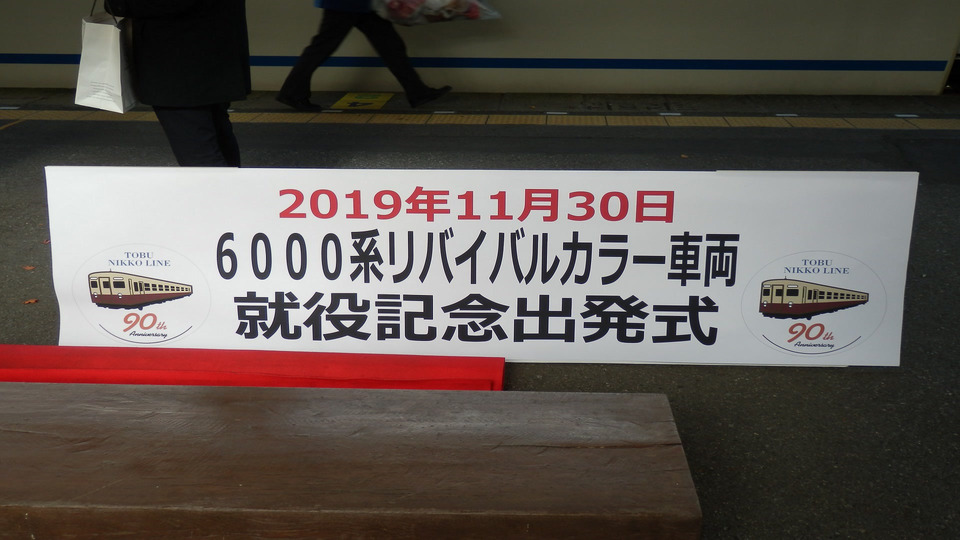 2019年11月30日
6000系リバイバルカラー車両
就役記念出発式
TOBU
NIKKO LINE
90th
Anniversary
TOBU
NIKKO LINE
90th
Anniversary